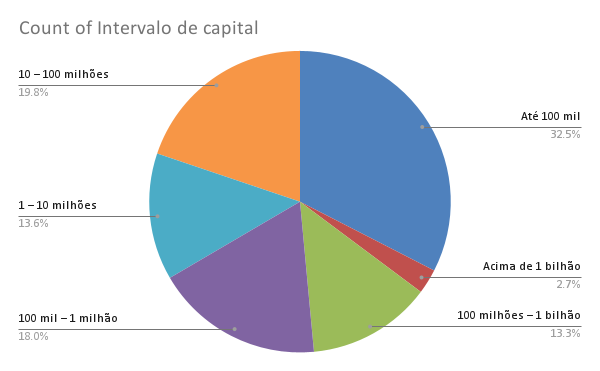 Count of Intervalo de capital
10 – 100 milhões
19.8%
Até 100 mil
32.5%
1 – 10 milhões
13.6%
Acima de 1 bilhão
2.7%
100 milhões – 1 bilhão
13.3%
100 mil – 1 milhão
18.0%